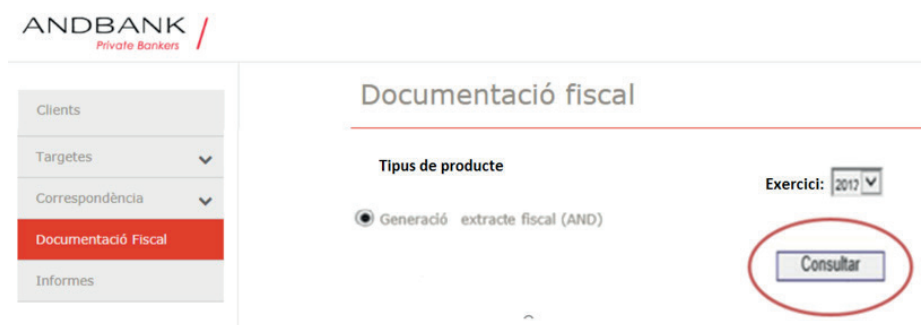 ANDBANK
Private Bankers
Clients
Targetes
Correspondència
Documentació Fiscal
Informes
Documentació fiscal
Tipus de producte
Exercici: 2017
Generació extracte fiscal (AND)
Consultar